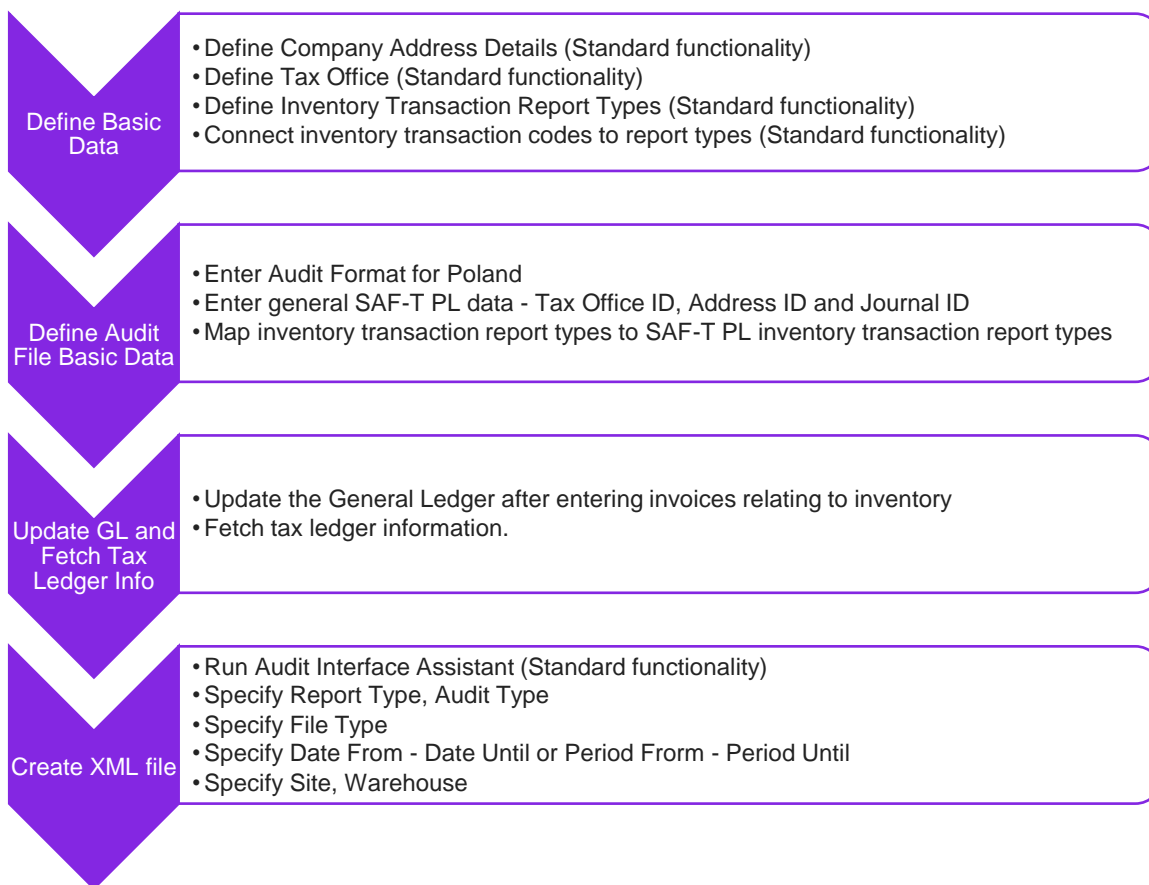 Define Basic
Data
• Define Company Address Details (Standard functionality)
• Define Tax Office (Standard functionality)
• Define Inventory Transaction Report Types (Standard functionality)
• Connect inventory transaction codes to report types (Standard functionality)
Define Audit
File Basic Data
• Enter Audit Format for Poland
• Enter general SAF-T PL data - Tax Office ID, Address ID and Journal ID
• Map inventory transaction report types to SAF-T PL inventory transaction report types
Update GL and
Fetch Tax
Ledger Info
• Update the General Ledger after entering invoices relating to inventory
• Fetch tax ledger information.
Create XML file
• Run Audit Interface Assistant (Standard functionality)
• Specify Report Type, Audit Type
• Specify File Type
• Specify Date From - Date Until or Period Frorm - Period Until
• Specify Site, Warehouse